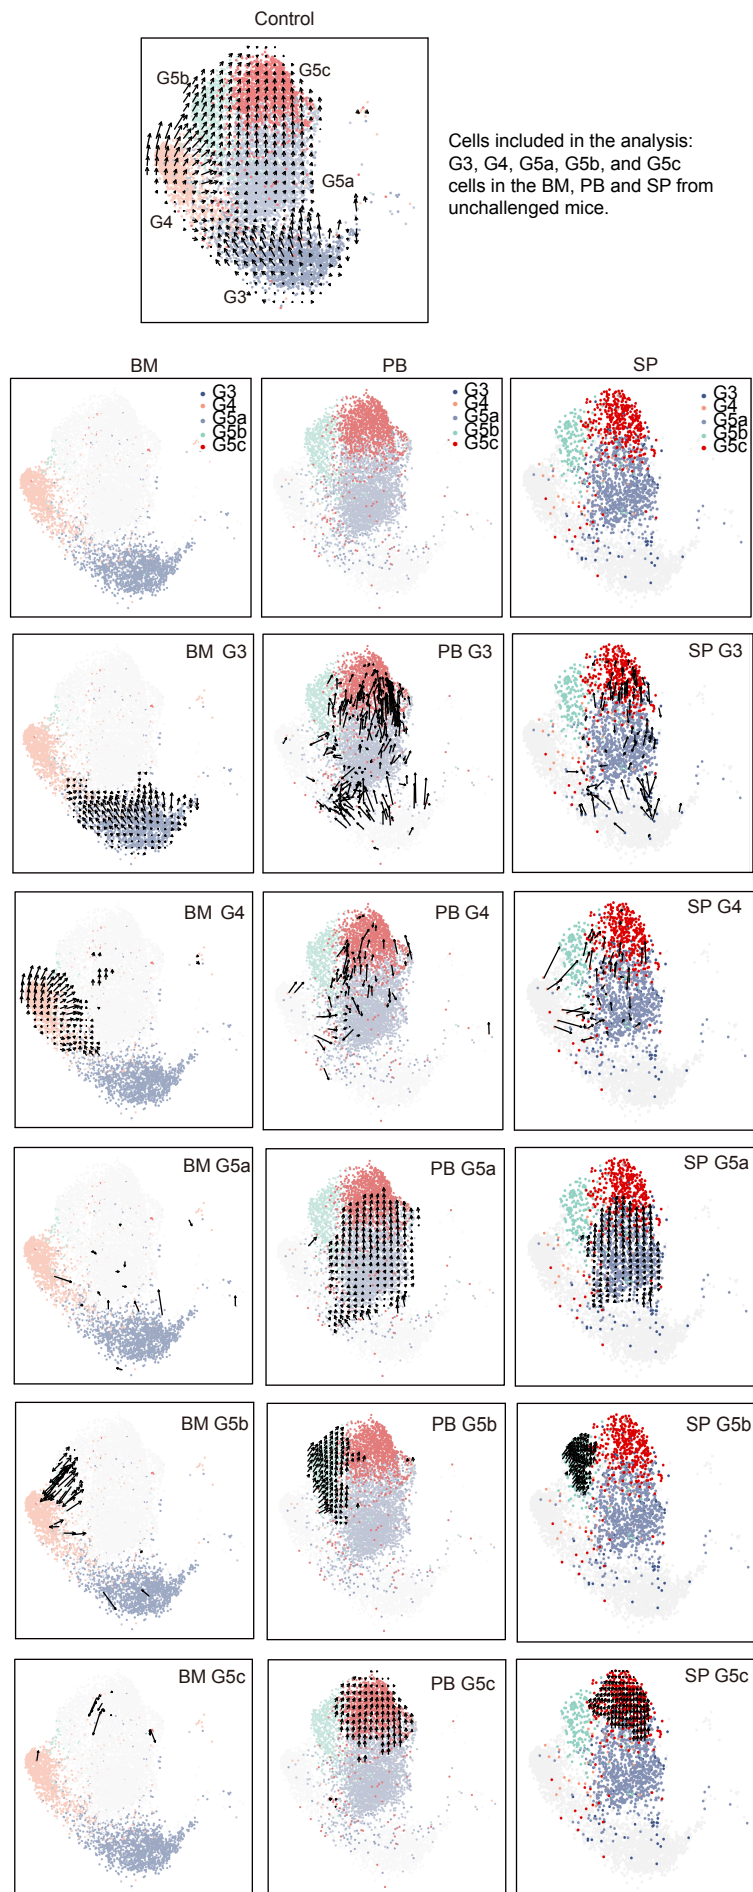 Control
G5b
G5c
G5a
G4
G3
Cells included in the analysis:
G3, G4, G5a, G5b, and G5c
cells in the BM, PB and SP from
unchallenged mice.
BM
PB
SP
G3
G4
G5a
G5b
G5c
G3
G4
G5a
G5b
G5c
G3
G4
G5a
G5b
G5c
BM G3
PB G3
SP G3
BM G4
PB G4
SP G4
BM G5a
PB G5a
SP G5a
BM G5b
PB G5b
SP G5b
BM G5c
PB G5c
SP G5c